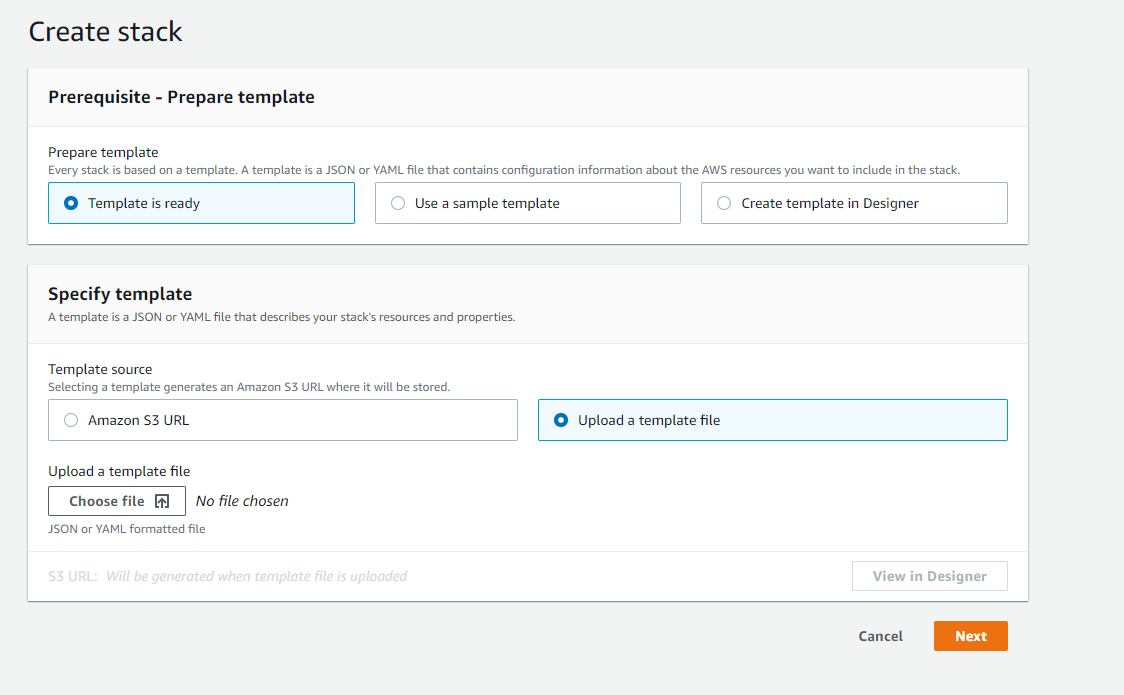 Create stack
Prerequisite - Prepare template
Prepare template
Every stack is based on a template. A template is a JSON or YAML file that contains configuration information about the AWS resources you want to include in the stack.
Template is ready
Use a sample template
Create template in Designer
Specify template
A template is a JSON or YAML file that describes your stack's resources and properties.
Template source
Selecting a template generates an Amazon S3 URL where it will be stored.
Amazon S3 URL
Upload a template file
Upload a template file
Choose file
No file chosen
JSON or YAML formatted file
S3 URL: Will be generated when template file is uploaded
View in Designer
Cancel
Next